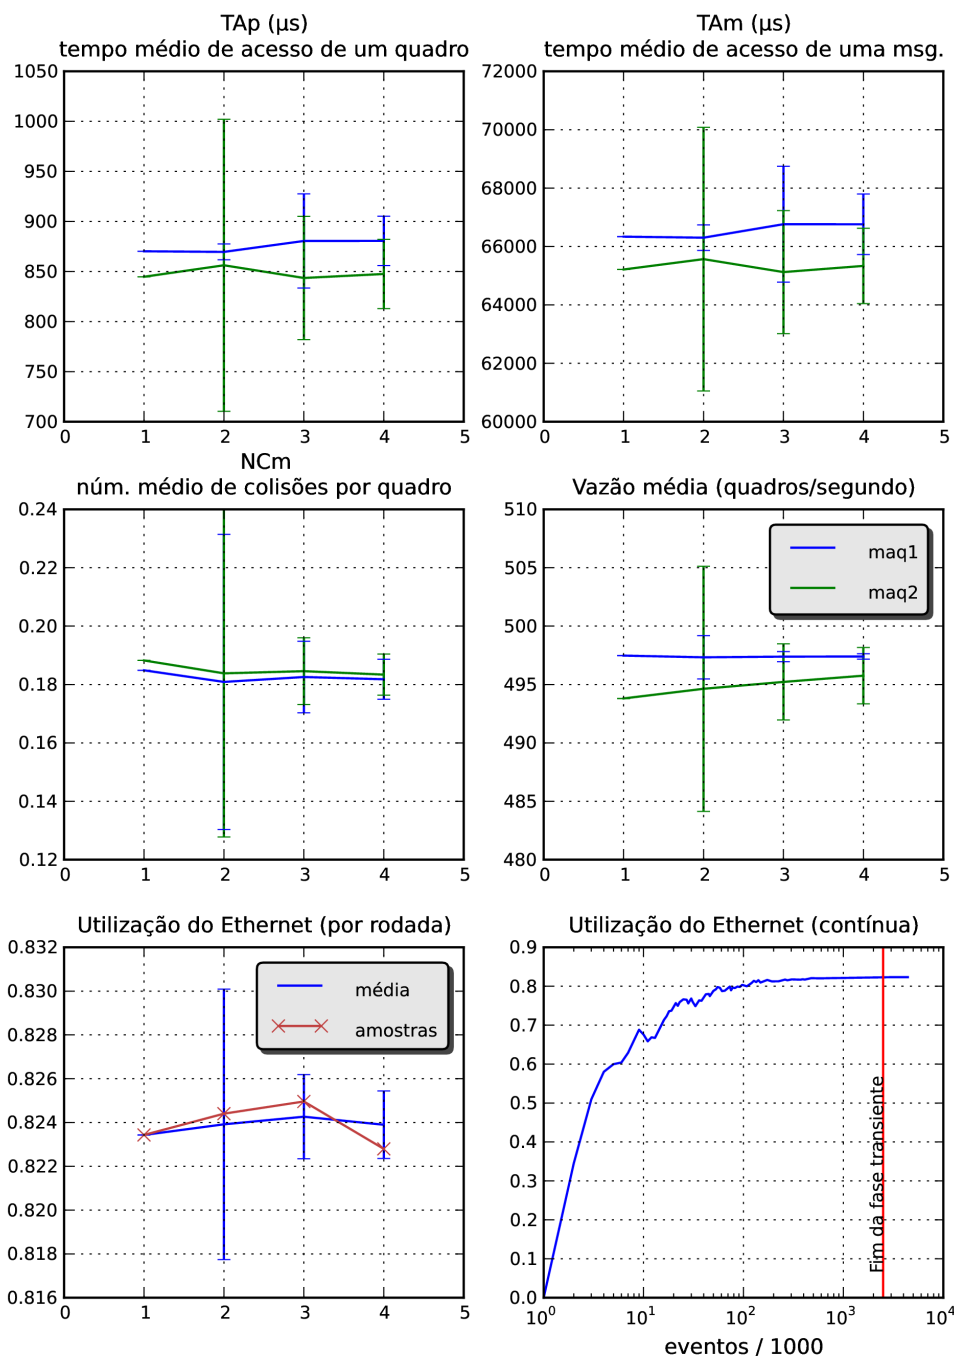 TAp (µs)
tempo médio de acesso de um quadro
1050
1000
950
900
850
800
750
700
0 1 2 3 4 5
TAm (µs)
tempo médio de acesso de uma msg.
72000
70000
68000
66000
64000
62000
60000
0 1 2 3 4 5
NCm
núm. médio de colisões por quadro
0.24
0.22
0.20
0.18
0.16
0.14
0.12
0 1 2 3 4 5
Vazão média (quadros/segundo)
510
505
500
495
490
485
480
0 1 2 3 4 5
maq1
maq2
Utilização do Ethernet (por rodada)
0.832
0.830
0.828
0.826
0.824
0.822
0.820
0.818
0.816
0 1 2 3 4 5
média
amostras
Utilização do Ethernet (contínua)
0.9
0.8
0.7
0.6
0.5
0.4
0.3
0.2
0.1
0.0
10⁰ 10¹ 10² 10³ 10⁴
Fim da fase transiente
eventos / 1000